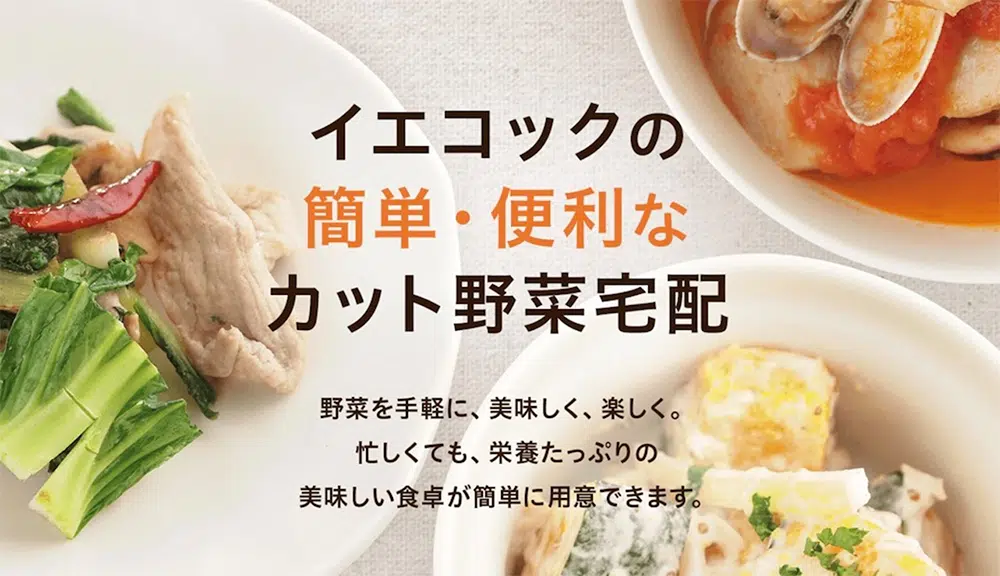 イエコックの
簡単・便利な
カット野菜宅配
野菜を手軽に、美味しく、楽しく。
忙しくても、栄養たっぷりの
美味しい食卓が簡単に用意できます。